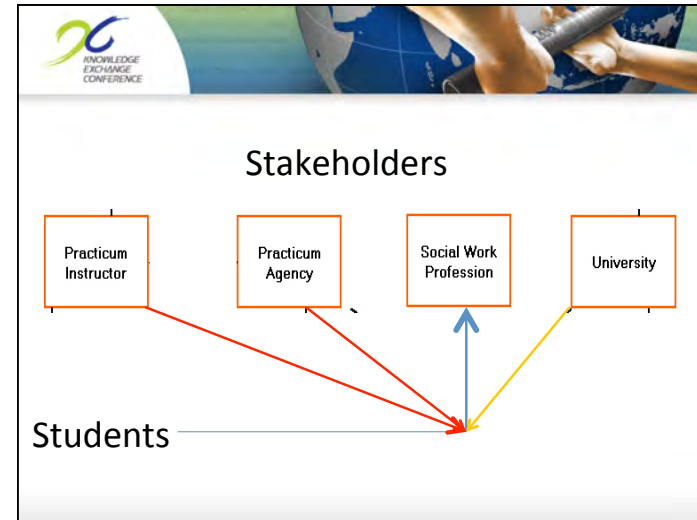 KNOWLEDGE
EXCHANGE
CONFERENCE
Stakeholders
Practicum
Instructor
Practicum
Agency
Social Work
Profession
University
Students